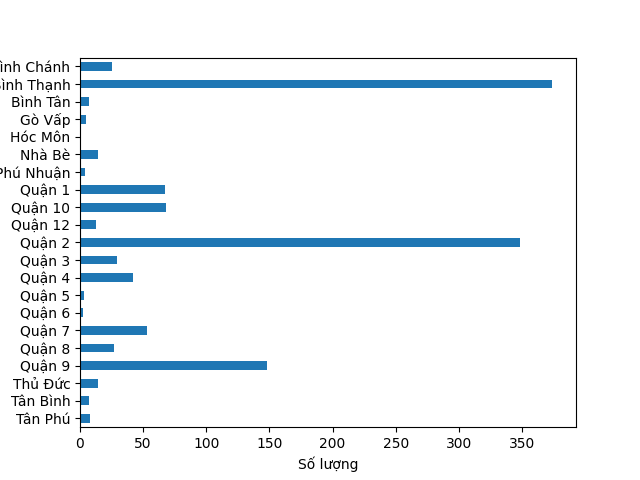 ình Chánh
ình Thạnh
Bình Tân
Gò Vấp
Hóc Môn
Nhà Bè
Phú Nhuận
Quận 1
Quận 10
Quận 12
Quận 2
Quận 3
Quận 4
Quận 5
Quận 6
Quận 7
Quận 8
Quận 9
Thủ Đức
Tân Bình
Tân Phú
0 50 100 150 200 250 300 350
Số lượng